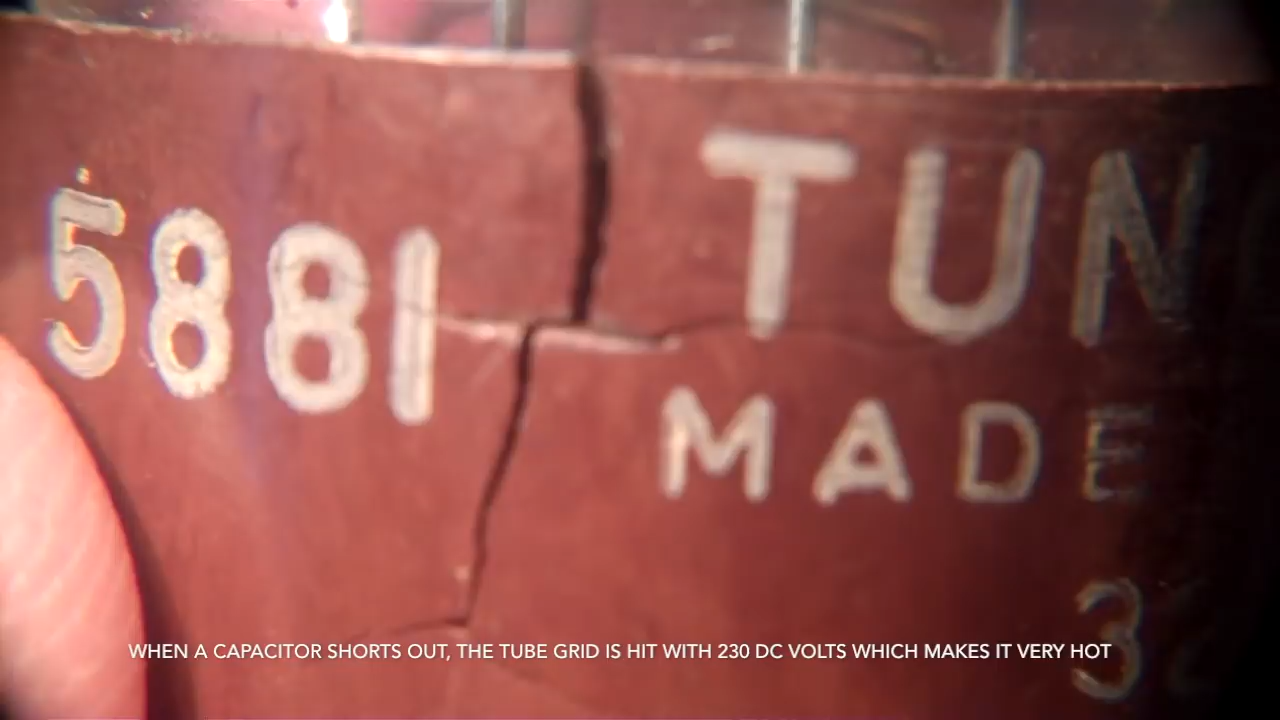 5881
TUN
MADE
3
WHEN A CAPACITOR SHORTS OUT, THE TUBE GRID IS HIT WITH 230 DC VOLTS WHICH MAKES IT VERY HOT